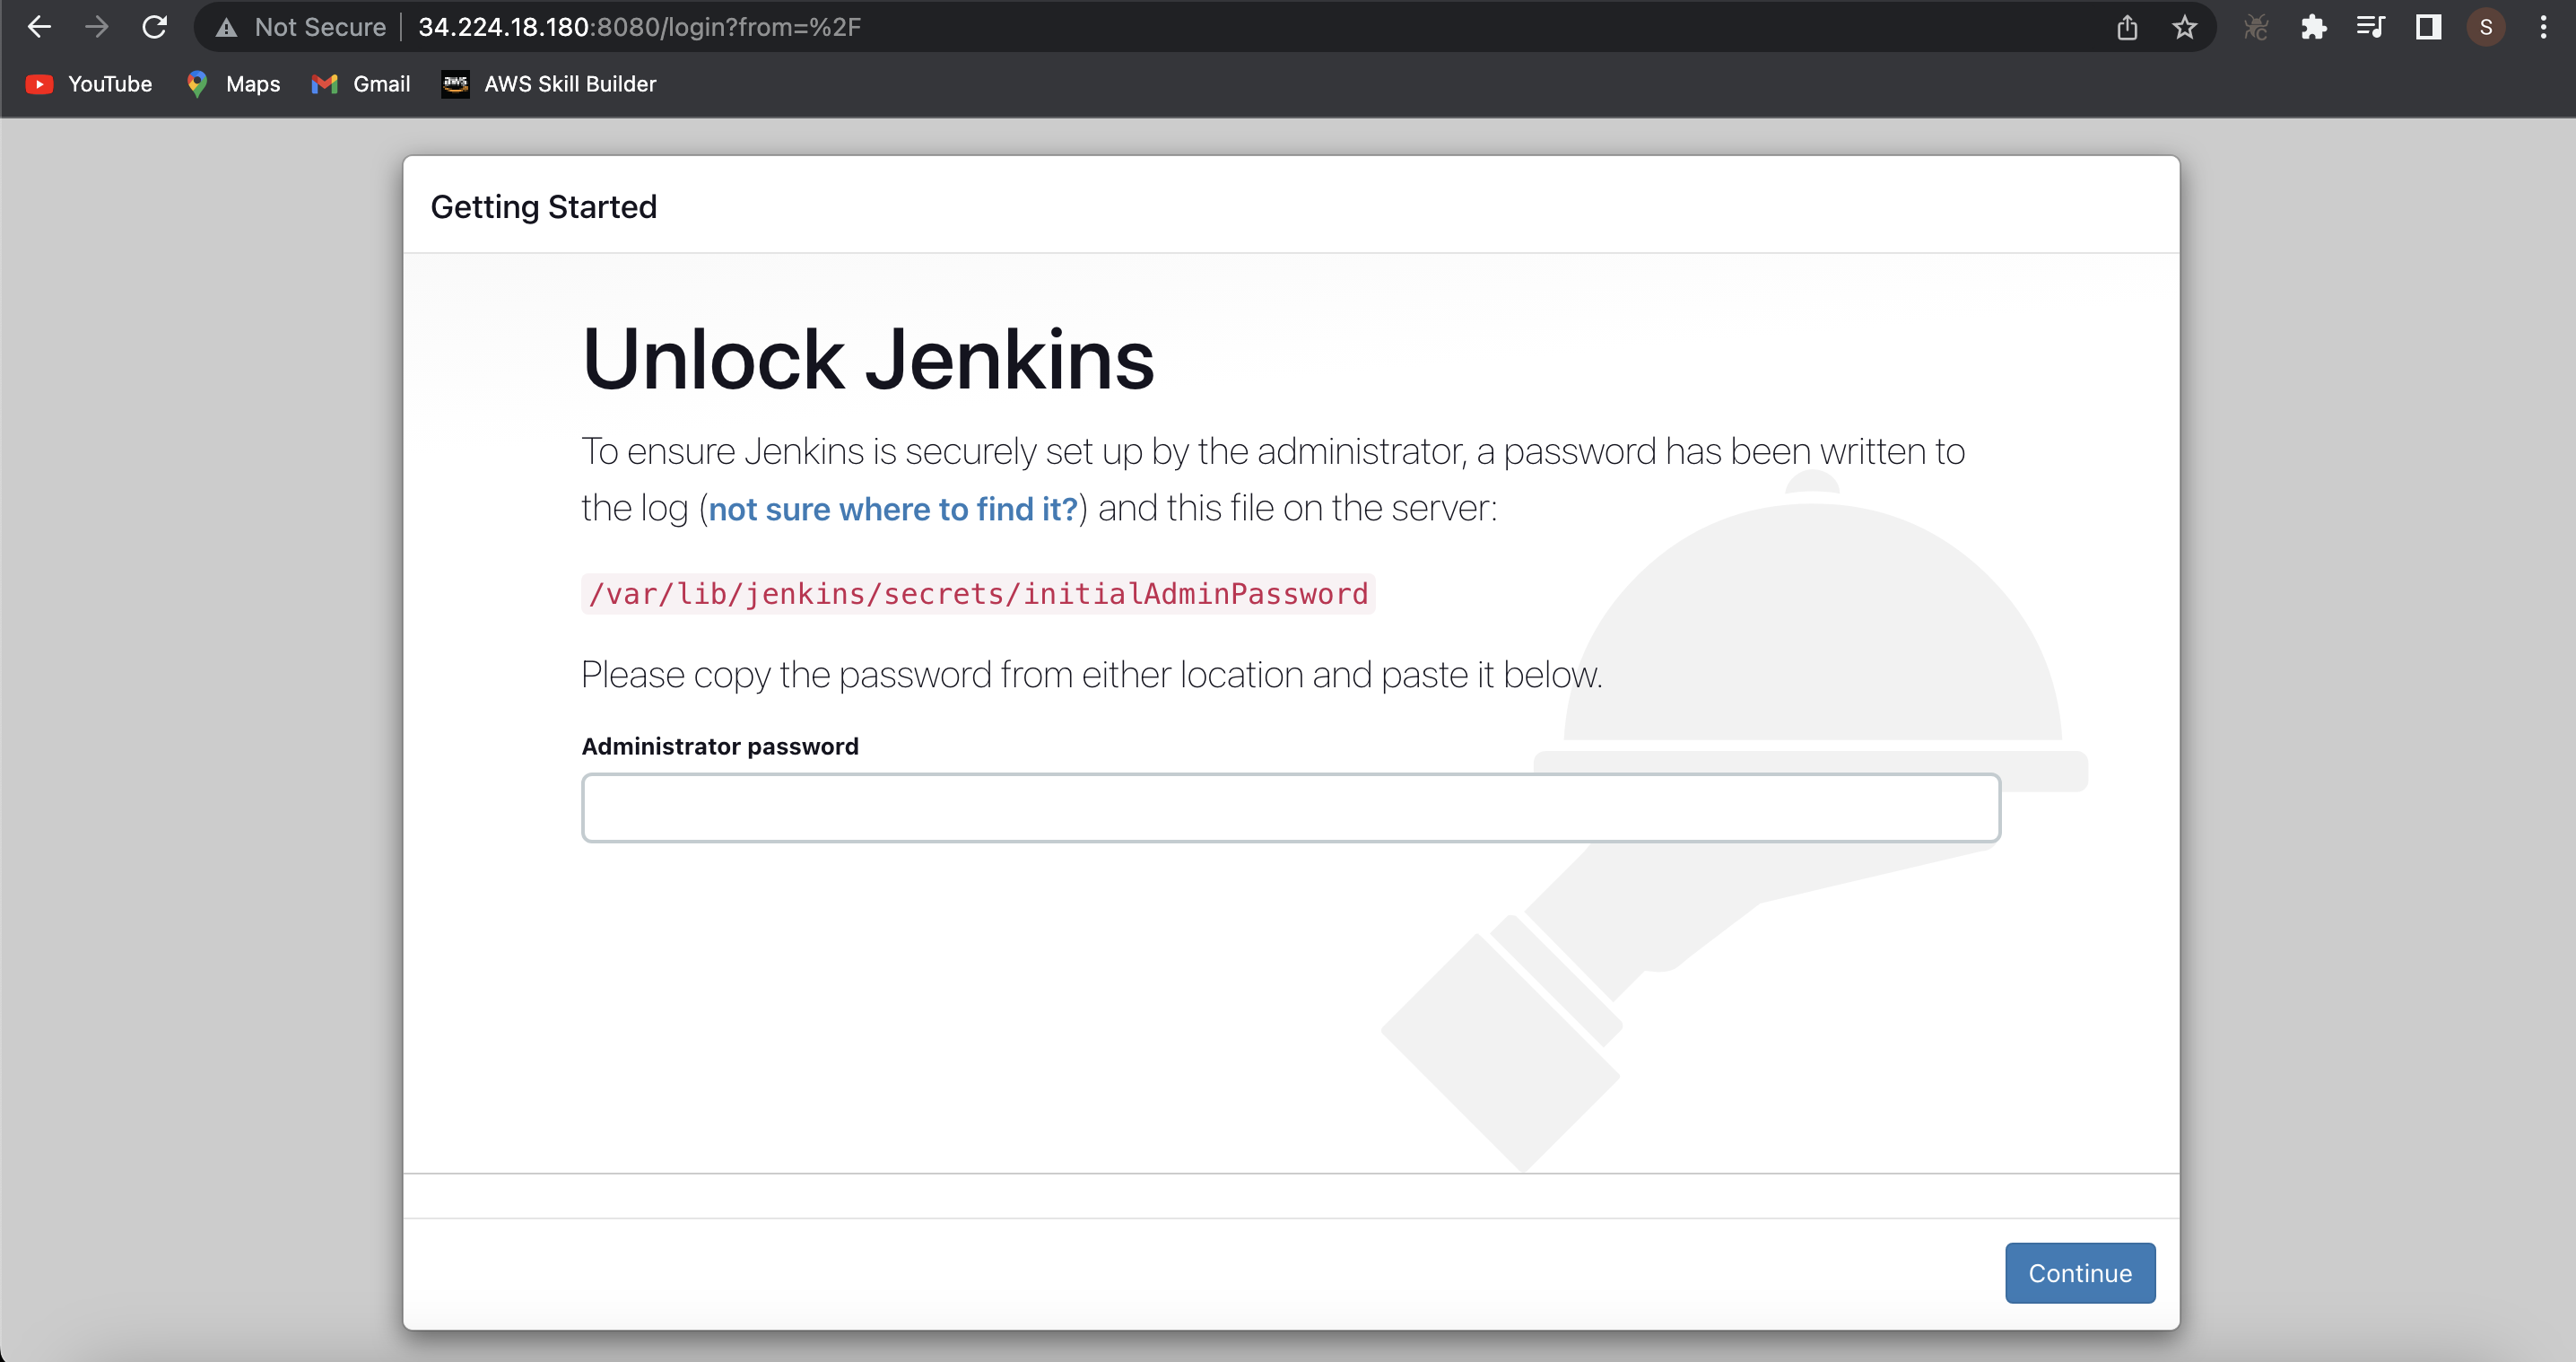 Not Secure 34.224.18.180:8080/login?from=%2F S
YouTube Maps Gmail aws AWS Skill Builder
Getting Started
Unlock Jenkins
To ensure Jenkins is securely set up by the administrator, a password has been written to
the log (not sure where to find it?) and this file on the server:
/var/lib/jenkins/secrets/initialAdminPassword
Please copy the password from either location and paste it below.
Administrator password
Continue